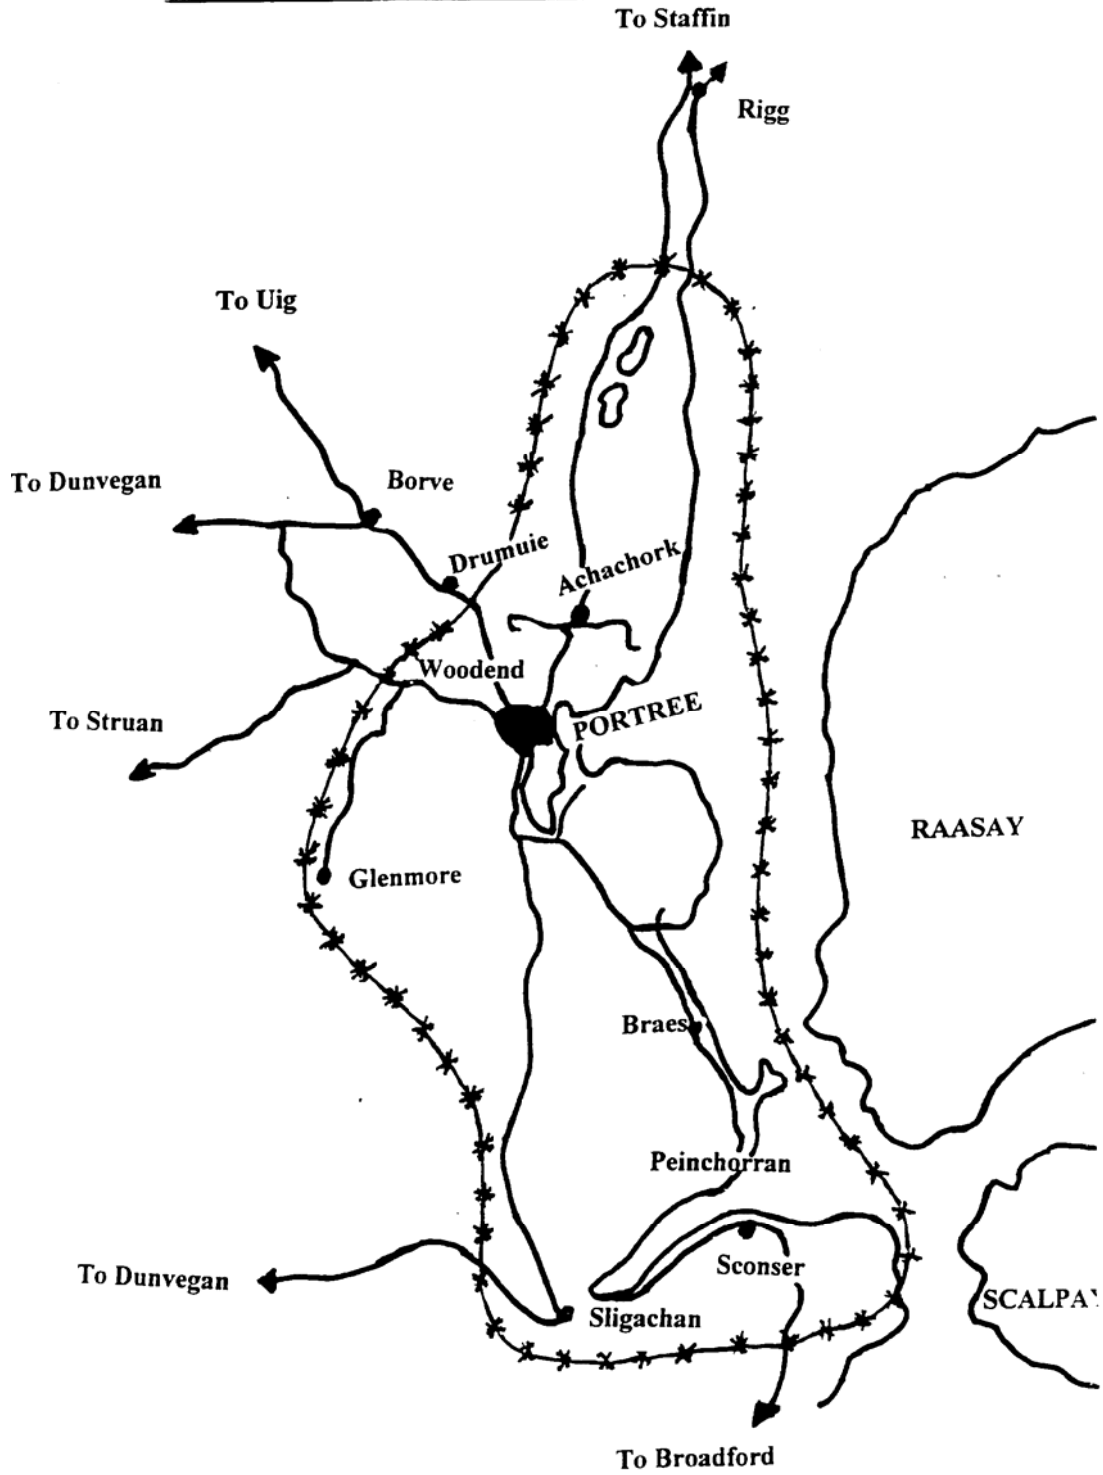 To Staffin
Rigg
To Uig
To Dunvegan
Borve
Drumuie
Achachork
Woodend
To Struan
PORTREE
RAASAY
Glenmore
Braes
Peinchorran
Sconser
To Dunvegan
Sligachan
SCALPAY
To Broadford